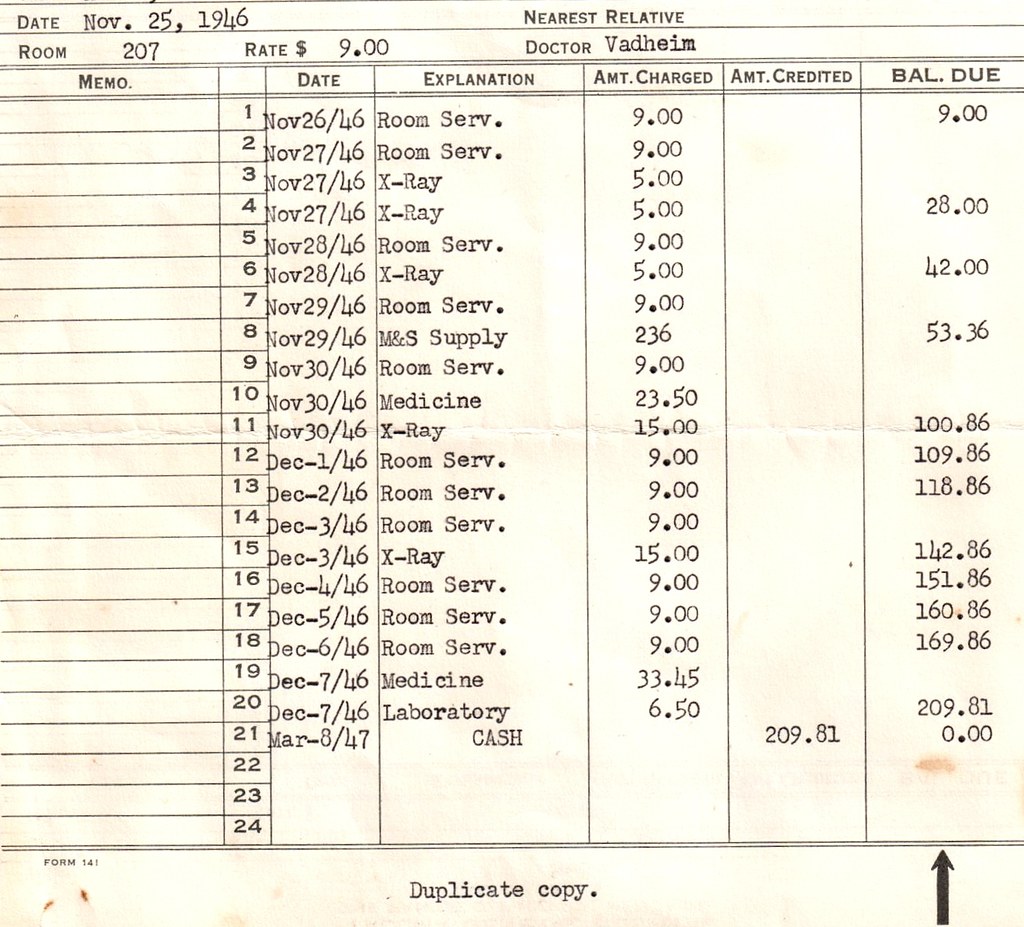 DATE Nov. 25, 1946 NEAREST RELATIVE
ROOM 207 RATE $ 9.00 DOCTOR Vadheim
MEMO. DATE EXPLANATION AMT. CHARGED AMT. CREDITED BAL. DUE
1 Nov26/46 Room Serv. 9.00 9.00
2 Nov27/46 Room Serv. 9.00
3 Nov27/46 X-Ray 5.00
4 Nov27/46 X-Ray 5.00 28.00
5 Nov28/46 Room Serv. 9.00
6 Nov28/46 X-Ray 5.00 42.00
7 Nov29/46 Room Serv. 9.00
8 Nov29/46 M&S Supply 236 53.36
9 Nov30/46 Room Serv. 9.00
10 Nov30/46 Medicine 23.50
11 Nov30/46 X-Ray 15.00 100.86
12 Dec-1/46 Room Serv. 9.00 109.86
13 Dec-2/46 Room Serv. 9.00 118.86
14 Dec-3/46 Room Serv. 9.00
15 Dec-3/46 X-Ray 15.00 142.86
16 Dec-4/46 Room Serv. 9.00 151.86
17 Dec-5/46 Room Serv. 9.00 160.86
18 Dec-6/46 Room Serv. 9.00 169.86
19 Dec-7/46 Medicine 33.45
20 Dec-7/46 Laboratory 6.50 209.81
21 Mar-8/47 CASH 209.81 0.00
22
23
24
FORM 141
Duplicate copy.